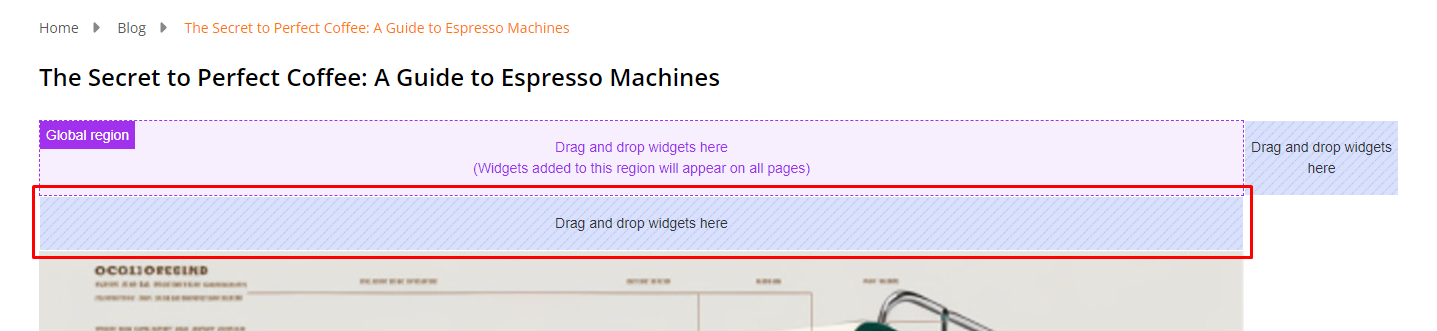 Home Blog The Secret to Perfect Coffee: A Guide to Espresso Machines
The Secret to Perfect Coffee: A Guide to Espresso Machines
Global region
Drag and drop widgets here
(Widgets added to this region will appear on all pages)
Drag and drop widgets
here
Drag and drop widgets here